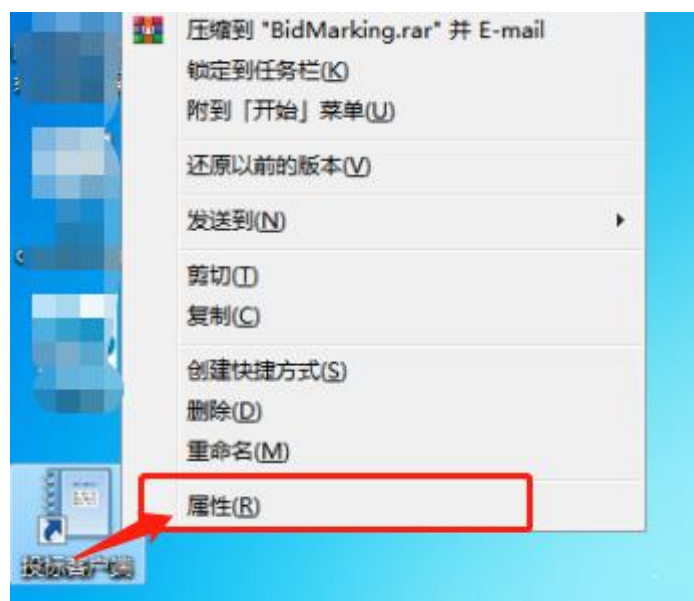 压缩到 "BidMarking.rar" 并 E-mail
锁定到任务栏(K)
附到「开始」菜单(U)
还原以前的版本(V)
发送到(N)
剪切(T)
复制(C)
创建快捷方式(S)
删除(D)
重命名(M)
属性(R)
投标客户端